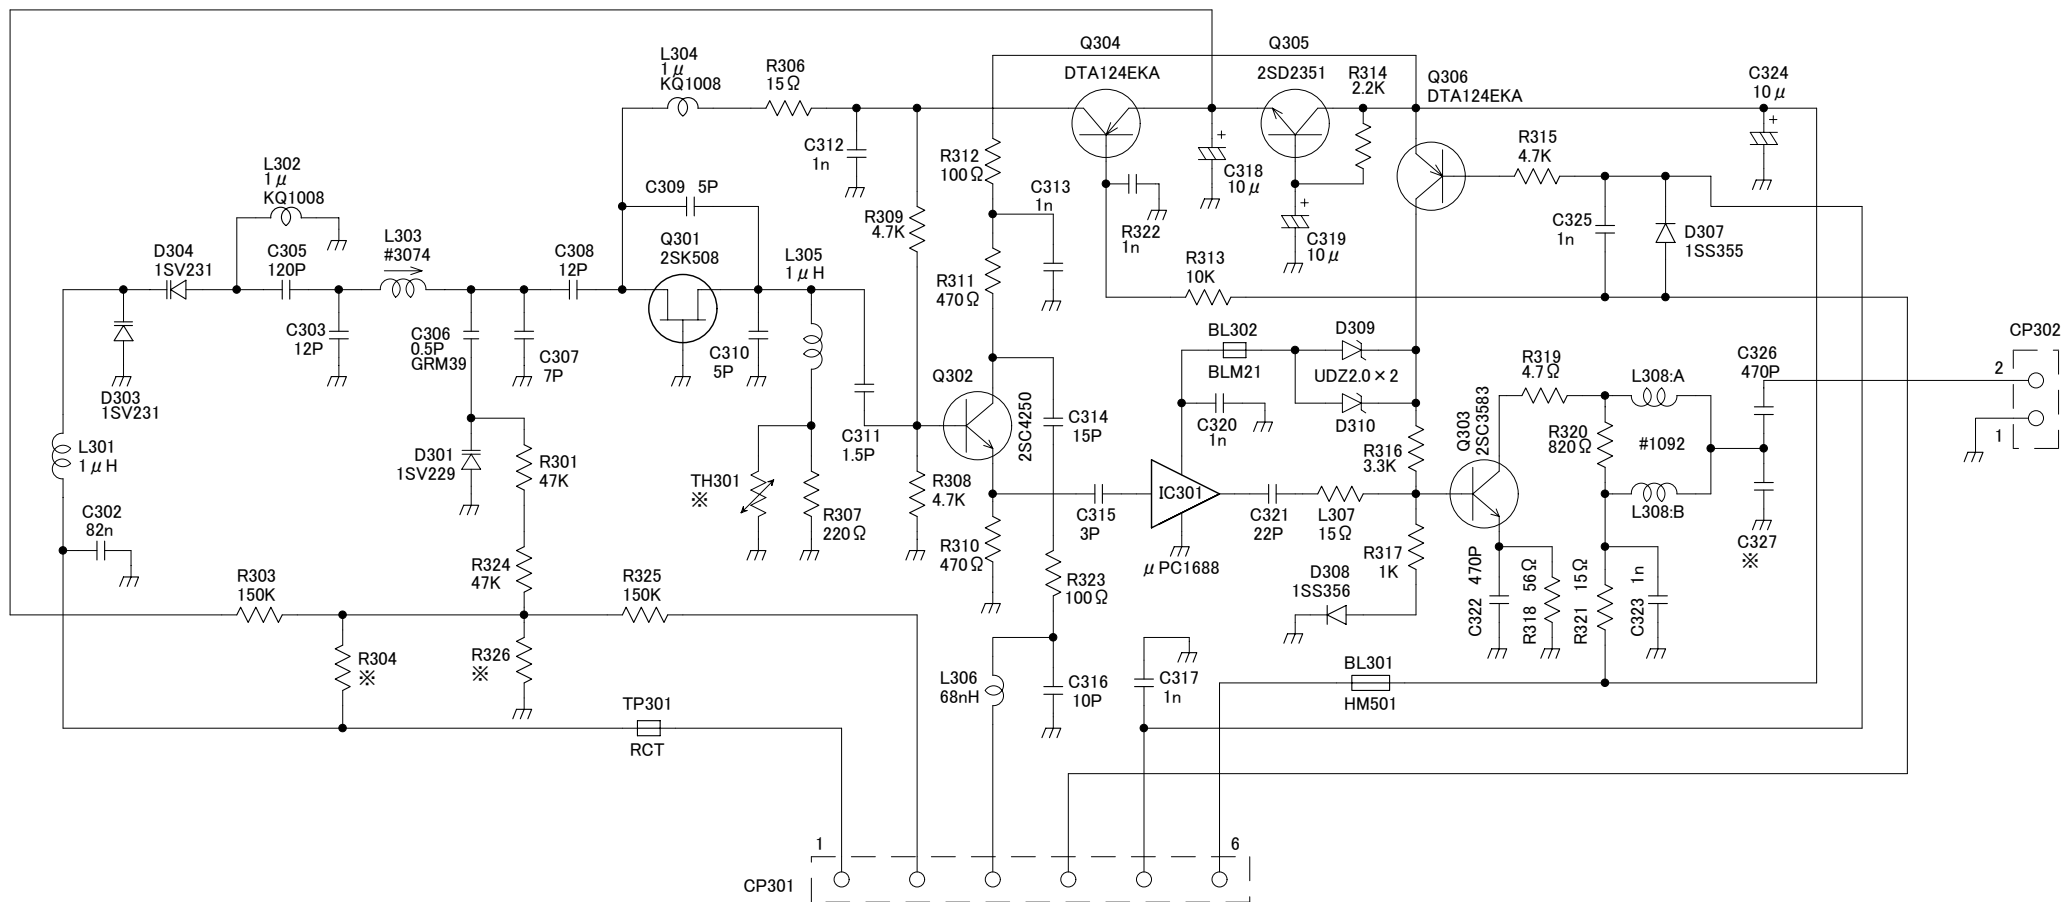 L304
1μ
KQ1008
R306
15Ω
Q304
DTA124EKA
Q305
2SD2351
R314
2.2K
Q306
DTA124EKA
C324
10μ
+
L302
1μ
KQ1008
C312
1n
R312
100Ω
C313
1n
+
C318
10μ
R315
4.7K
C309 5P
R309
4.7K
R322
1n
+
C319
10μ
C325
1n
D307
1SS355
D304
1SV231
C305
120P
L303
#3074
C308
12P
Q301
2SK508
L305
1μH
R311
470Ω
R313
10K
C303
12P
C306
0.5P
GRM39
C307
7P
C310
5P
BL302
BLM21
D309
UDZ2.0×2
D310
R319
4.7Ω
C326
470P
CP302
2
1
D303
1SV231
Q302
2SC4250
C314
15P
C320
1n
L308:A
R320
820Ω
#1092
L308:B
L301
1μH
D301
1SV229
R301
47K
C311
1.5P
TH301
※
R307
220Ω
R308
4.7K
R316
3.3K
Q303
2SC3583
IC301
μPC1688
C315
3P
C321
22P
L307
15Ω
C327
※
C302
82n
R324
47K
R310
470Ω
R323
100Ω
R317
1K
D308
1SS356
C322 470P
R318 56Ω
R321 15Ω
C323 1n
R303
150K
R325
150K
R304
※
R326
※
L306
68nH
C316
10P
C317
1n
BL301
HM501
TP301
RCT
1
6
CP301